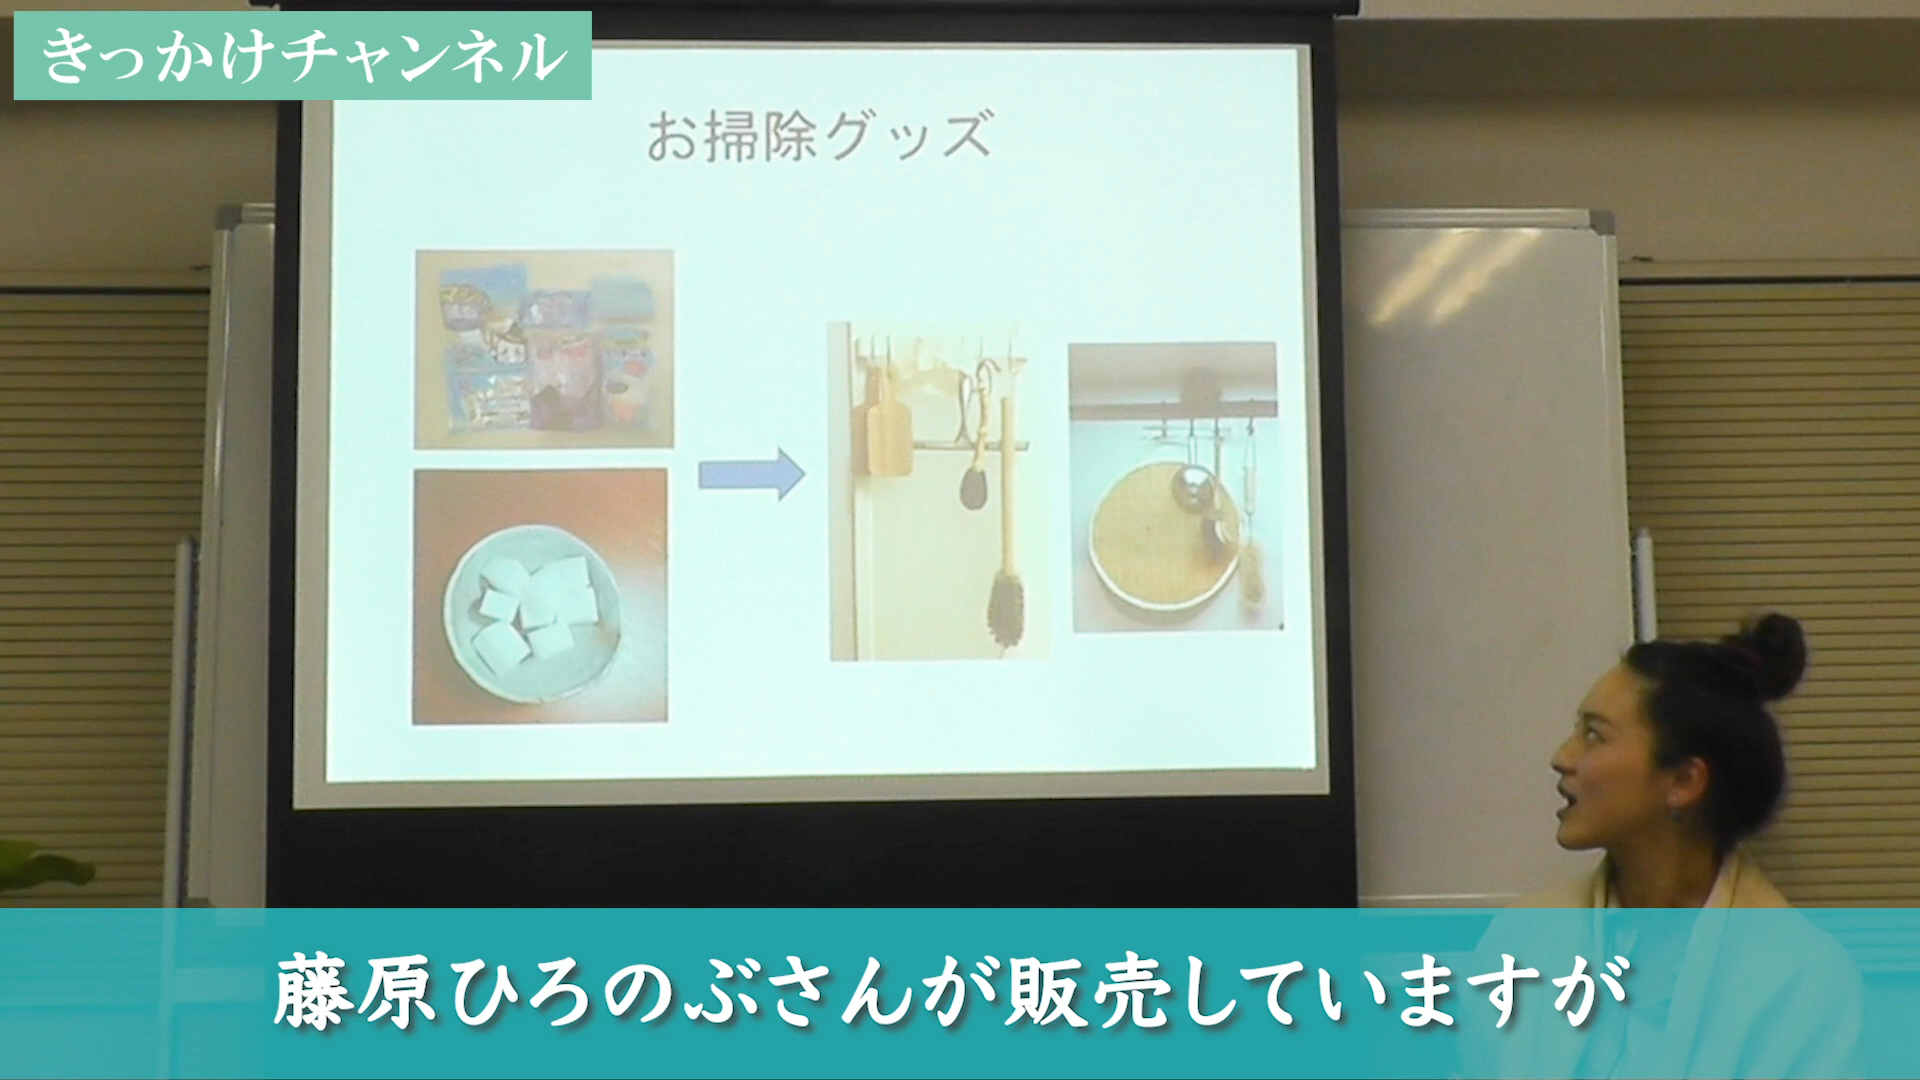 きっかけチャンネル
お掃除グッズ
藤原ひろのぶさんが販売していますが